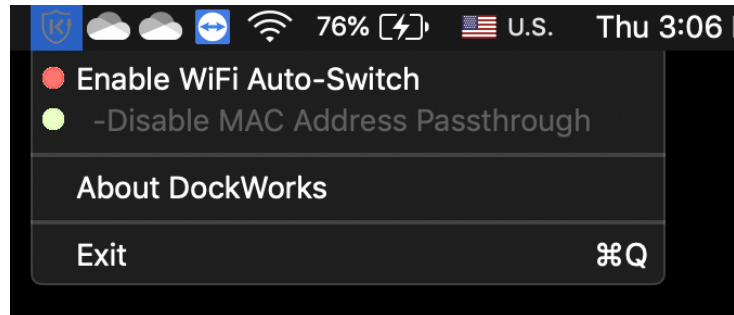 76% U.S. Thu 3:06
Enable WiFi Auto-Switch
-Disable MAC Address Passthrough
About DockWorks
Exit ⌘Q